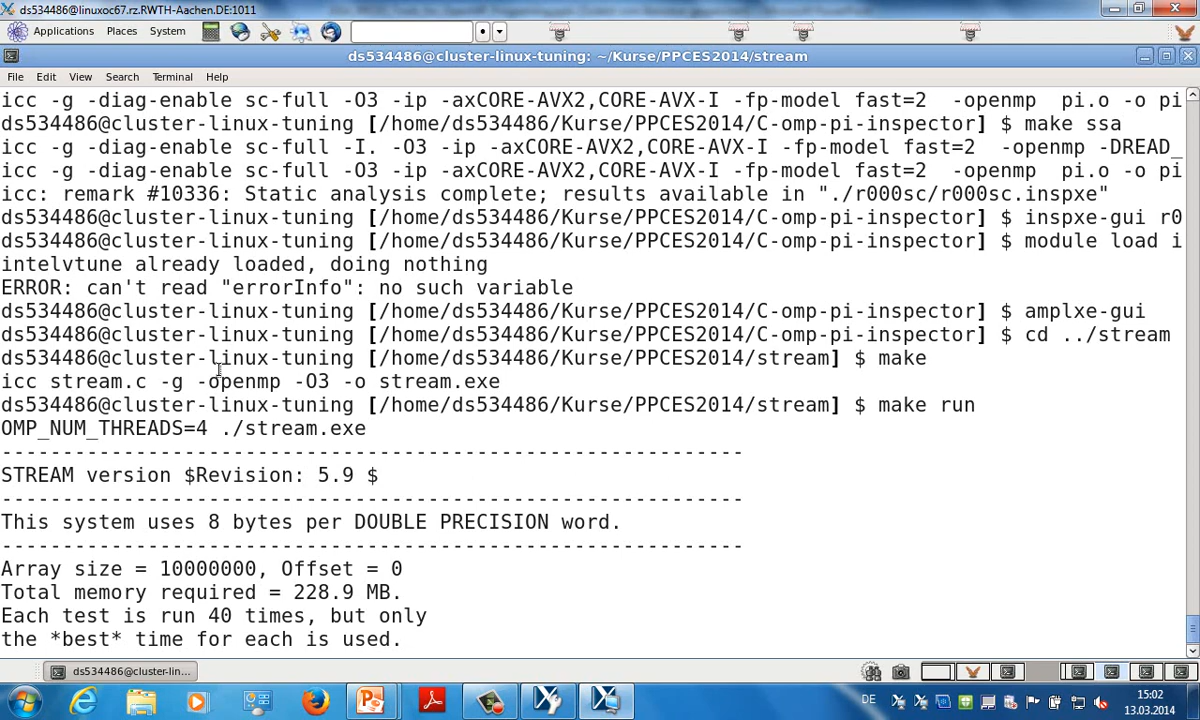 ds534486@linuxoc67.rz.RWTH-Aachen.DE:1011
Applications Places System
ds534486@cluster-linux-tuning: ~/Kurse/PPCES2014/stream
File Edit View Search Terminal Help
icc -g -diag-enable sc-full -O3 -ip -axCORE-AVX2,CORE-AVX-I -fp-model fast=2  -openmp  pi.o -o pi
ds534486@cluster-linux-tuning [/home/ds534486/Kurse/PPCES2014/C-omp-pi-inspector] $ make ssa
icc -g -diag-enable sc-full -I. -O3 -ip -axCORE-AVX2,CORE-AVX-I -fp-model fast=2  -openmp -DREAD_
icc -g -diag-enable sc-full -O3 -ip -axCORE-AVX2,CORE-AVX-I -fp-model fast=2  -openmp  pi.o -o pi
icc: remark #10336: Static analysis complete; results available in "./r000sc/r000sc.inspxe"
ds534486@cluster-linux-tuning [/home/ds534486/Kurse/PPCES2014/C-omp-pi-inspector] $ inspxe-gui r0
ds534486@cluster-linux-tuning [/home/ds534486/Kurse/PPCES2014/C-omp-pi-inspector] $ module load i
intelvtune already loaded, doing nothing
ERROR: can't read "errorInfo": no such variable
ds534486@cluster-linux-tuning [/home/ds534486/Kurse/PPCES2014/C-omp-pi-inspector] $ amplxe-gui
ds534486@cluster-linux-tuning [/home/ds534486/Kurse/PPCES2014/C-omp-pi-inspector] $ cd ../stream
ds534486@cluster-linux-tuning [/home/ds534486/Kurse/PPCES2014/stream] $ make
icc stream.c -g -openmp -O3 -o stream.exe
ds534486@cluster-linux-tuning [/home/ds534486/Kurse/PPCES2014/stream] $ make run
OMP_NUM_THREADS=4 ./stream.exe
-------------------------------------------------------------
STREAM version $Revision: 5.9 $
-------------------------------------------------------------
This system uses 8 bytes per DOUBLE PRECISION word.
-------------------------------------------------------------
Array size = 10000000, Offset = 0
Total memory required = 228.9 MB.
Each test is run 40 times, but only
the *best* time for each is used.
ds534486@cluster-lin...
DE
15:02
13.03.2014